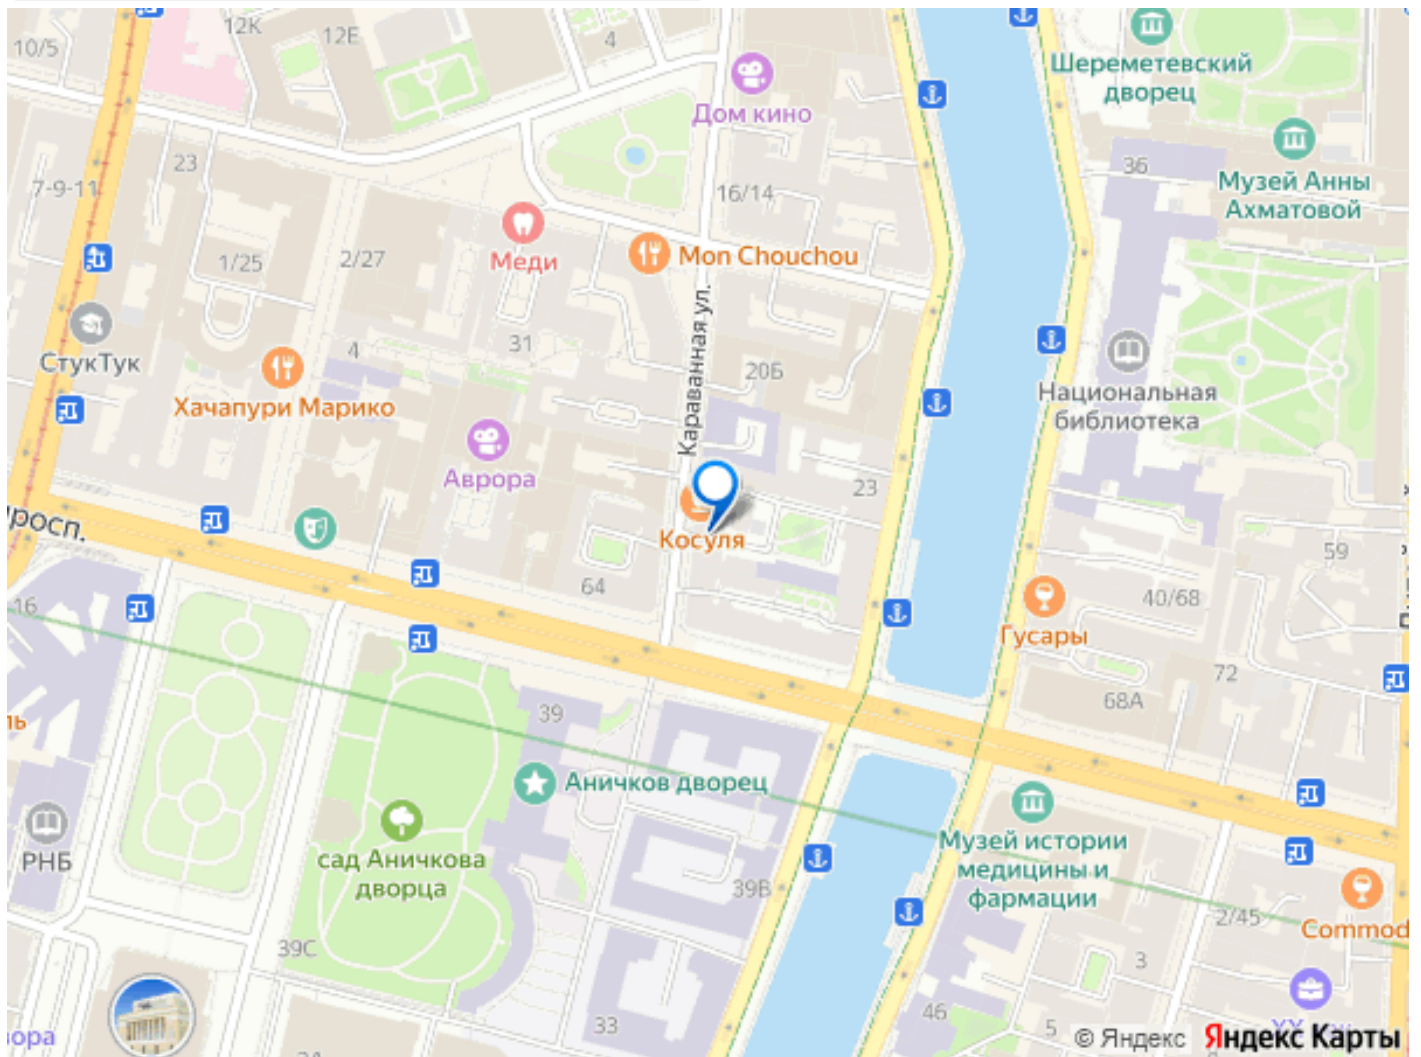 12К
12Е
10/5
4
Дом кино
Шереметевский
дворец
36
Музей Анны
Ахматовой
23
7-9-11
16/14
Меди
Mon Chouchou
1/25
2/27
СтукТук
4
31
Караванная ул.
20Б
Хачапури Марико
Национальная
библиотека
Аврора
23
просп.
Косуля
59
64
16
40/68
Гусары
72
68А
39
Аничков дворец
РНБ
сад Аничкова
дворца
Музей истории
медицины и
фармации
39В
2/45
Commod
39С
3
33
46
5
© Яндекс
Яндекс Карты